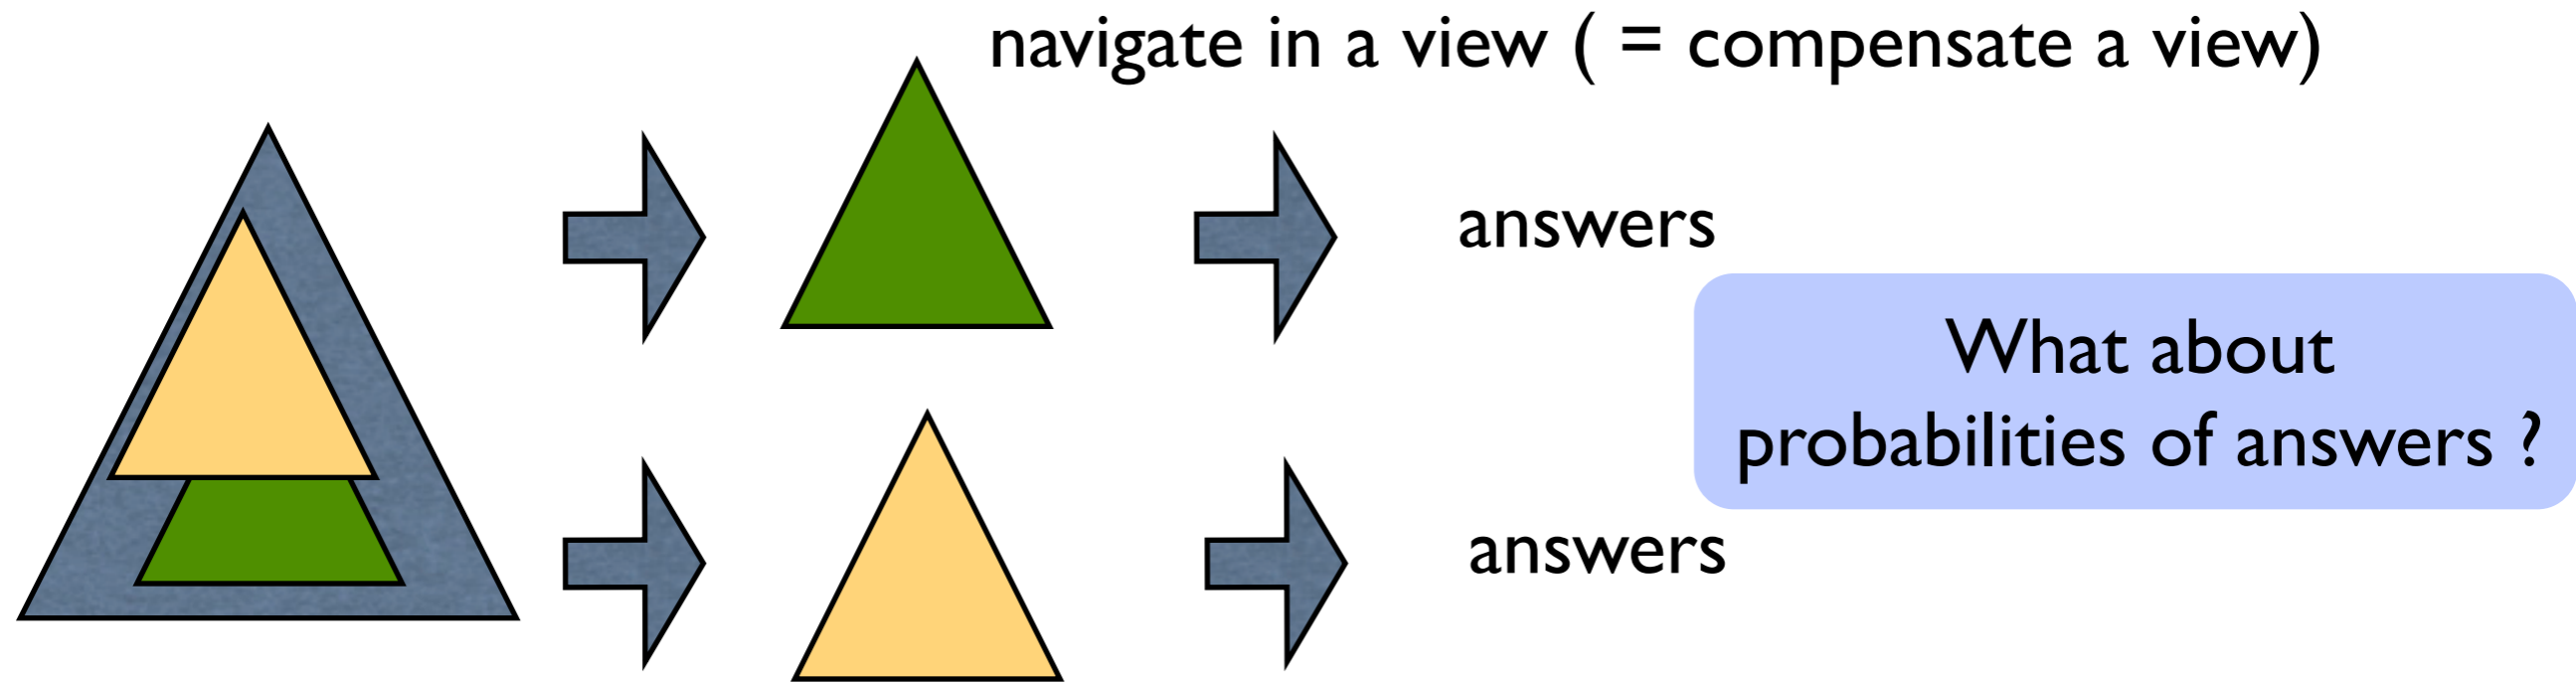 navigate in a view ( = compensate a view)
answers
What about
probabilities of answers ?
answers